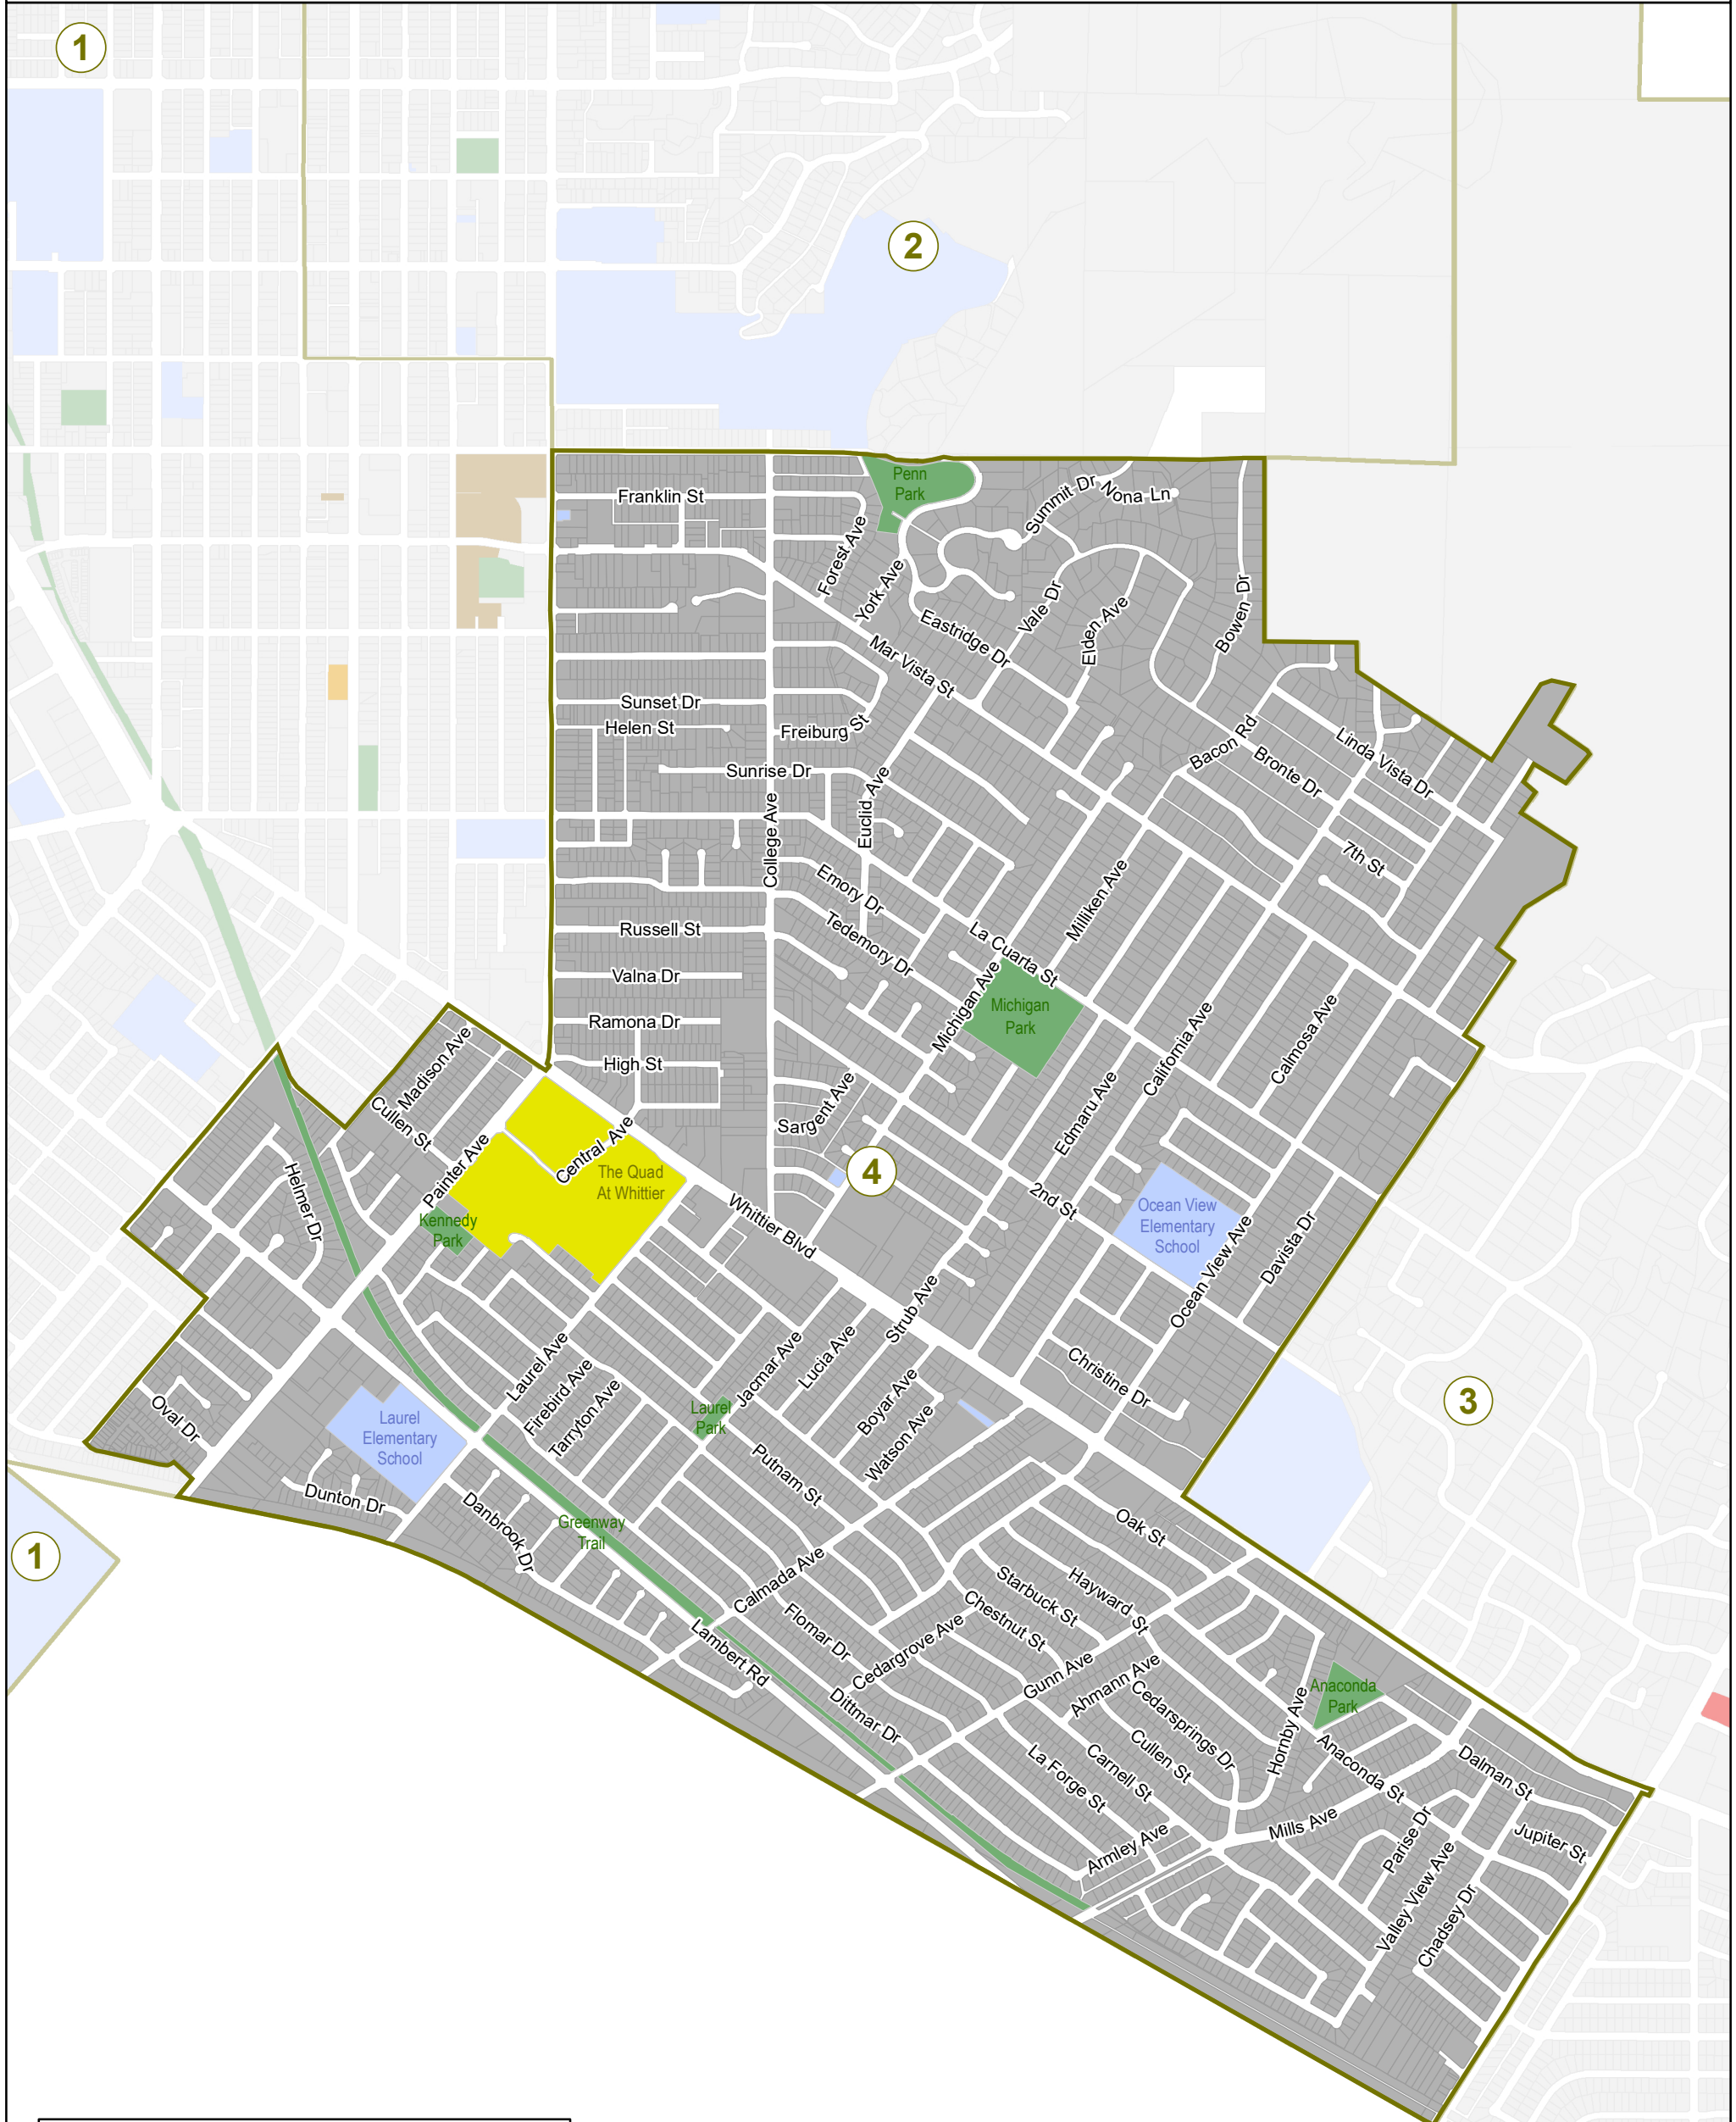 1
2
Penn
Park
Franklin St
Summit Dr
Nona Ln
Forest Ave
York Ave
Vale Dr
Elden Ave
Bowen Dr
Eastridge Dr
Mar Vista St
Sunset Dr
Helen St
Freiburg St
Sunrise Dr
College Ave
Euclid Ave
Bacon Rd
Bronte Dr
Linda Vista Dr
7th St
Emory Dr
Tedemory Dr
Milliken Ave
La Cuarta St
Russell St
Valna Dr
Ramona Dr
High St
Michigan Ave
Michigan
Park
California Ave
Calmosa Ave
Edmaru Ave
Sargent Ave
Madison Ave
Cullen St
Painter Ave
Central Ave
The Quad
At Whittier
Helmer Dr
Kennedy
Park
Whittier Blvd
4
2nd St
Ocean View
Elementary
School
Ocean View Ave
Davista Dr
Strub Ave
Christine Dr
3
Laurel Ave
Firebird Ave
Tarryton Ave
Jacmar Ave
Lucia Ave
Boyar Ave
Watson Ave
Laurel
Park
Putnam St
Oval Dr
Laurel
Elementary
School
Dunton Dr
Danbrook Dr
Greenway
Trail
1
Calmada Ave
Lambert Rd
Flomar Dr
Dittmar Dr
Cedargrove Ave
Oak St
Hayward St
Starbuck St
Chestnut St
Gunn Ave
Ahmann Ave
Cedarsprings Dr
Cullen St
Carnell St
La Forge St
Armley Ave
Hornby Ave
Anaconda
Park
Anaconda St
Mills Ave
Dalman St
Jupiter St
Parise Dr
Valley View Ave
Chadsey Dr